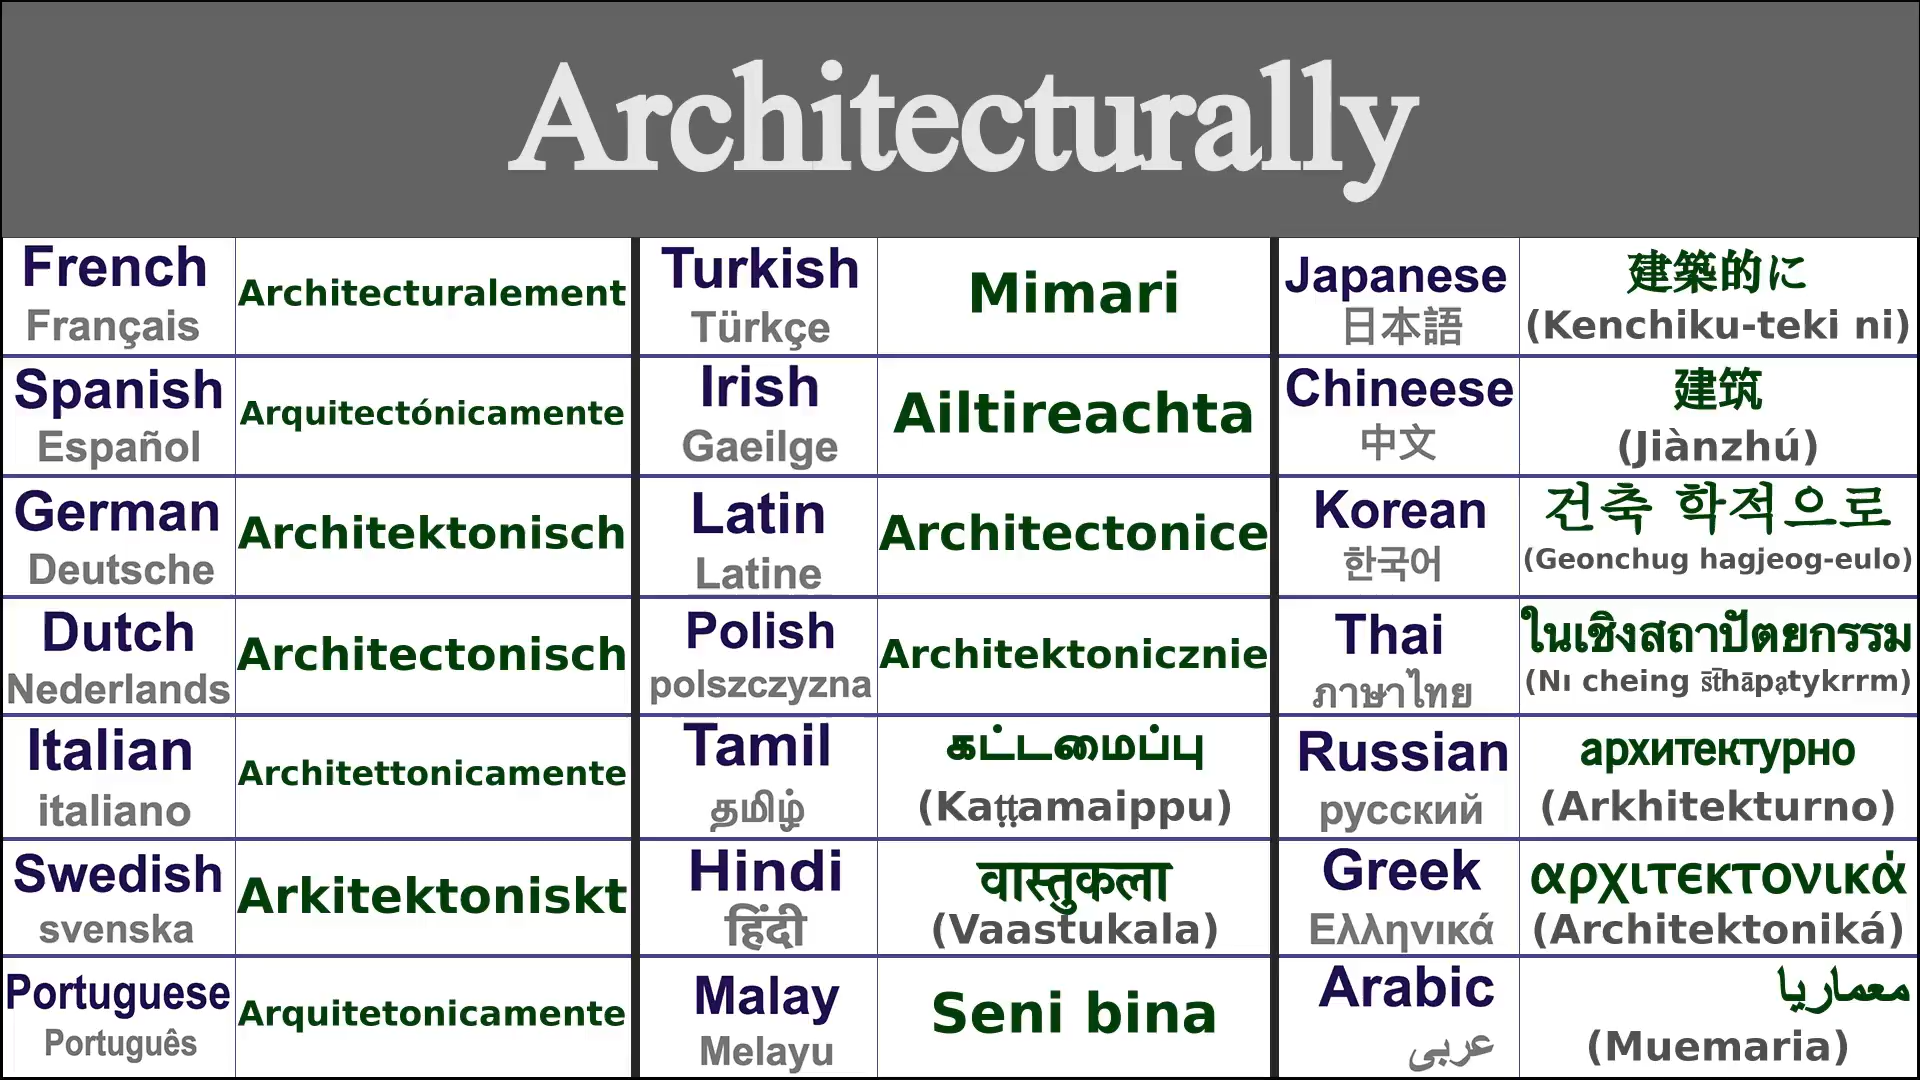 Architecturally
French
Français
Architecturalement
Spanish
Español
Arquitectónicamente
German
Deutsche
Architektonisch
Dutch
Nederlands
Architectonisch
Italian
italiano
Architettonicamente
Swedish
svenska
Arkitektoniskt
Portuguese
Português
Arquitetonicamente
Turkish
Türkçe
Mimari
Irish
Gaeilge
Ailtireachta
Latin
Latine
Architectonice
Polish
polszczyzna
Architektonicznie
Tamil
தமிழ்
கட்டமைப்பு
(Kaṭṭamaippu)
Hindi
हिंदी
वास्तुकला
(Vaastukala)
Malay
Melayu
Seni bina
Japanese
日本語
建築的に
(Kenchiku-teki ni)
Chineese
中文
建筑
(Jiànzhú)
Korean
한국어
건축 학적으로
(Geonchug hagjeog-eulo)
Thai
ภาษาไทย
ในเชิงสถาปัตยกรรม
(Nı cheing s̄t̄hāpạtykrrm)
Russian
русский
архитектурно
(Arkhitekturno)
Greek
Ελληνικά
αρχιτεκτονικά
(Architektoniká)
Arabic
عربى
معماريا
(Muemaria)